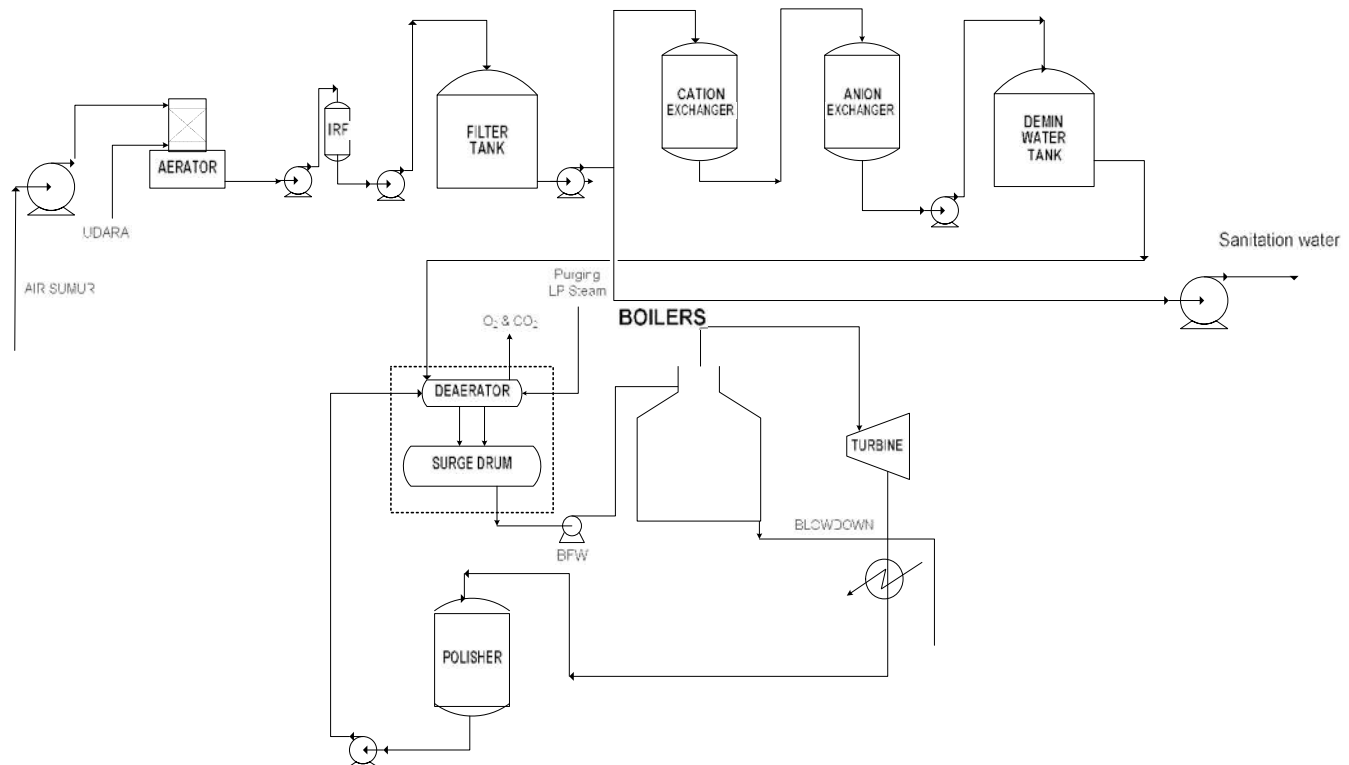 CATION
EXCHANGER
ANION
EXCHANGER
IRF
FILTER
TANK
DEMIN
WATER
TANK
AERATOR
UDARA
AIR SUMUR
Sanitation water
Purging
LP Steam
O₂ & CO₂
BOILERS
DEAERATOR
TURBINE
SURGE DRUM
BLOWDOWN
BFW
POLISHER